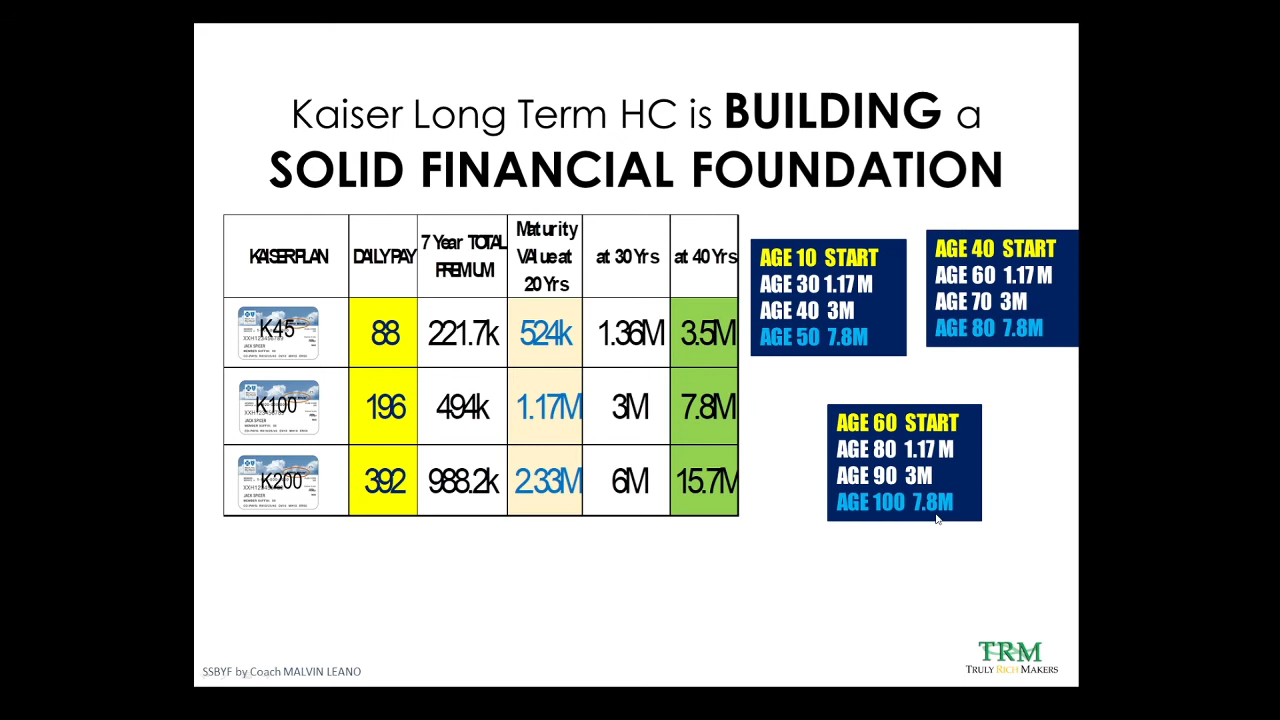 Kaiser Long Term HC is BUILDING a
SOLID FINANCIAL FOUNDATION
KAISER PLAN
DAILY PAY
7 Year TOTAL
PREMIUM
Maturity
VAlue at
20 Yrs
at 30 Yrs
at 40 Yrs
K45 88 221.7k 524k 1.36M 3.5M
K100 196 494k 1.17M 3M 7.8M
K200 392 988.2k 2.33M 6M 15.7M
AGE 10 START
AGE 30 1.17 M
AGE 40 3M
AGE 50 7.8M
AGE 40 START
AGE 60 1.17 M
AGE 70 3M
AGE 80 7.8M
AGE 60 START
AGE 80 1.17 M
AGE 90 3M
AGE 100 7.8M
SSBYF by Coach MALVIN LEANO
TRM
TRULY RICH MAKERS